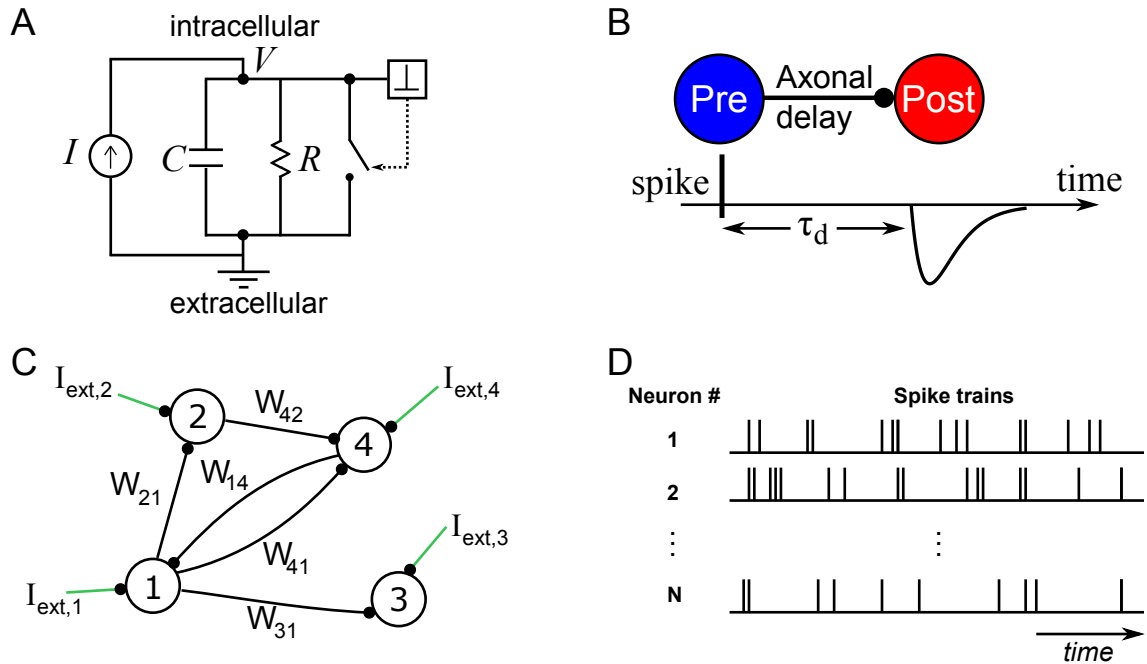 A
intracellular
V
I
C
R
extracellular
B
Pre
Axonal
delay
Post
spike
time
τd
C
Iext,2
2
W42
Iext,4
4
W21
W14
W41
Iext,3
Iext,1
1
W31
3
D
Neuron #
Spike trains
1
2
N
time